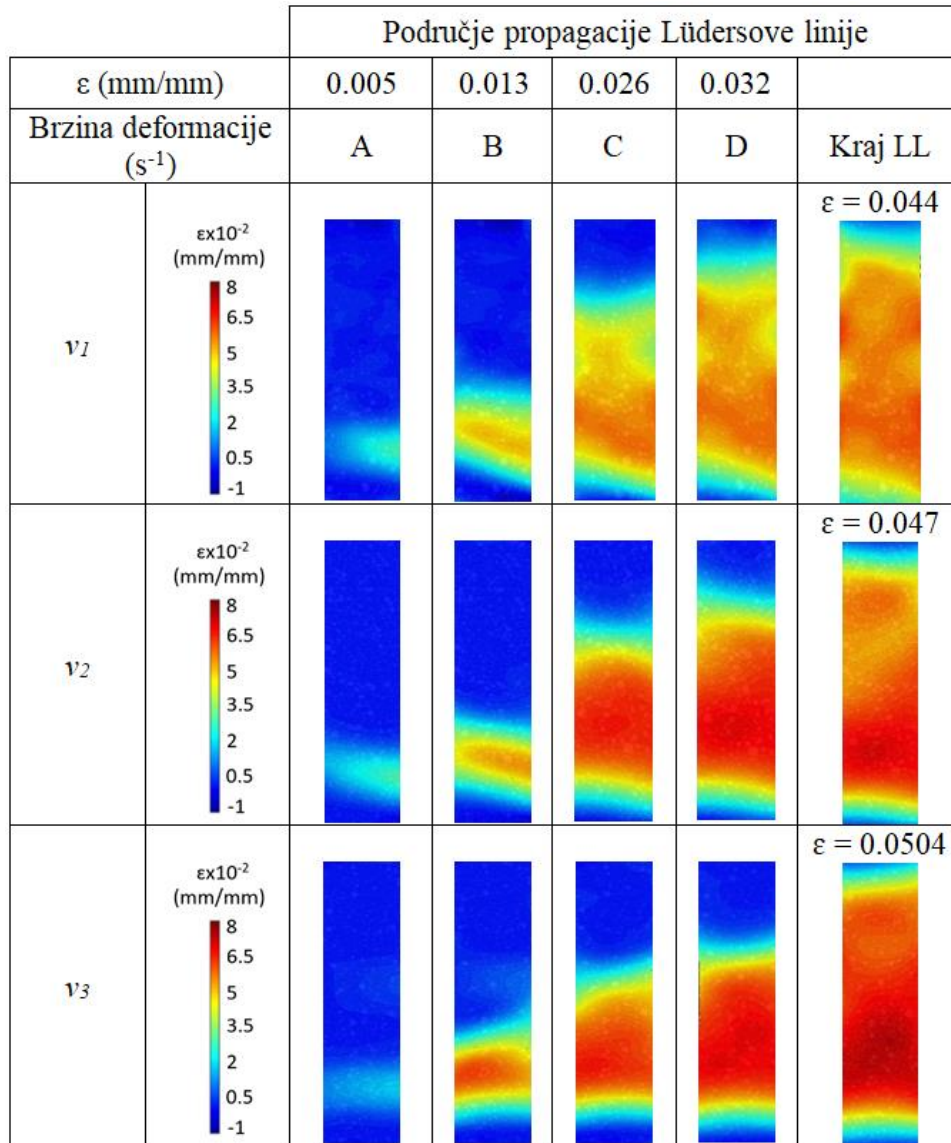 Područje propagacije Lüdersove linije
ε (mm/mm) 0.005 0.013 0.026 0.032
Brzina deformacije
(s⁻¹) A B C D Kraj LL
ε = 0.044
εx10⁻²
(mm/mm)
8
6.5
5
v₁
3.5
2
0.5
-1
ε = 0.047
εx10⁻²
(mm/mm)
8
6.5
5
v₂
3.5
2
0.5
-1
ε = 0.0504
εx10⁻²
(mm/mm)
8
6.5
5
v₃
3.5
2
0.5
-1